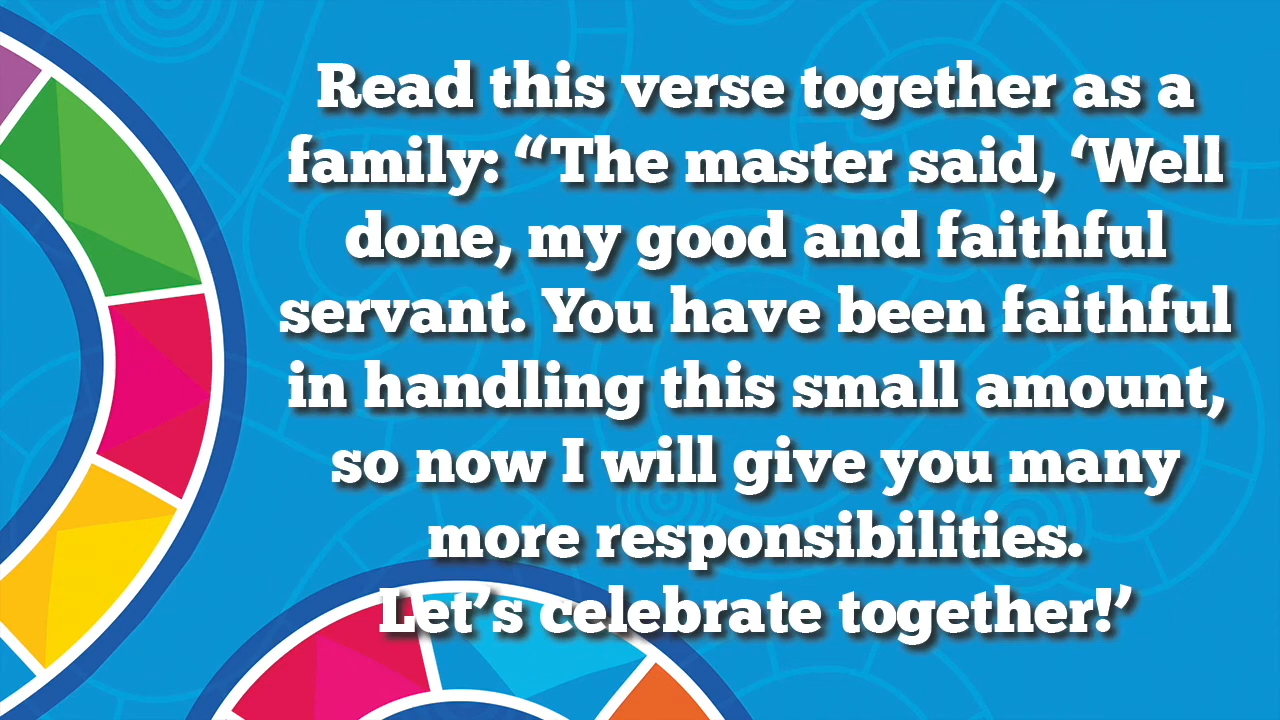 Read this verse together as a
family: “The master said, ‘Well
done, my good and faithful
servant. You have been faithful
in handling this small amount,
so now I will give you many
more responsibilities.
Let’s celebrate together!’